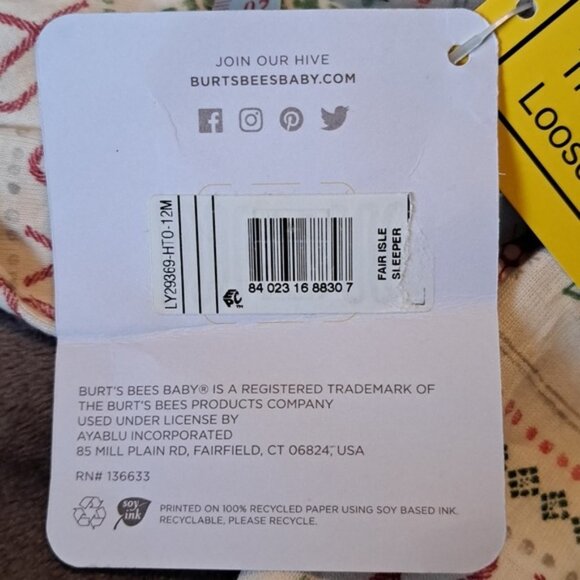 JOIN OUR HIVE
BURTSBEESBABY.COM
LY29369-HTO-12M
84 023 16 8830 7
FAIR ISLE
SLEEPER
BURT'S BEES BABY® IS A REGISTERED TRADEMARK OF
THE BURT'S BEES PRODUCTS COMPANY
USED UNDER LICENSE BY
AYABLU INCORPORATED
85 MILL PLAIN RD, FAIRFIELD, CT 06824, USA
RN# 136633
soy
ink
PRINTED ON 100% RECYCLED PAPER USING SOY BASED INK.
RECYCLABLE, PLEASE RECYCLE.